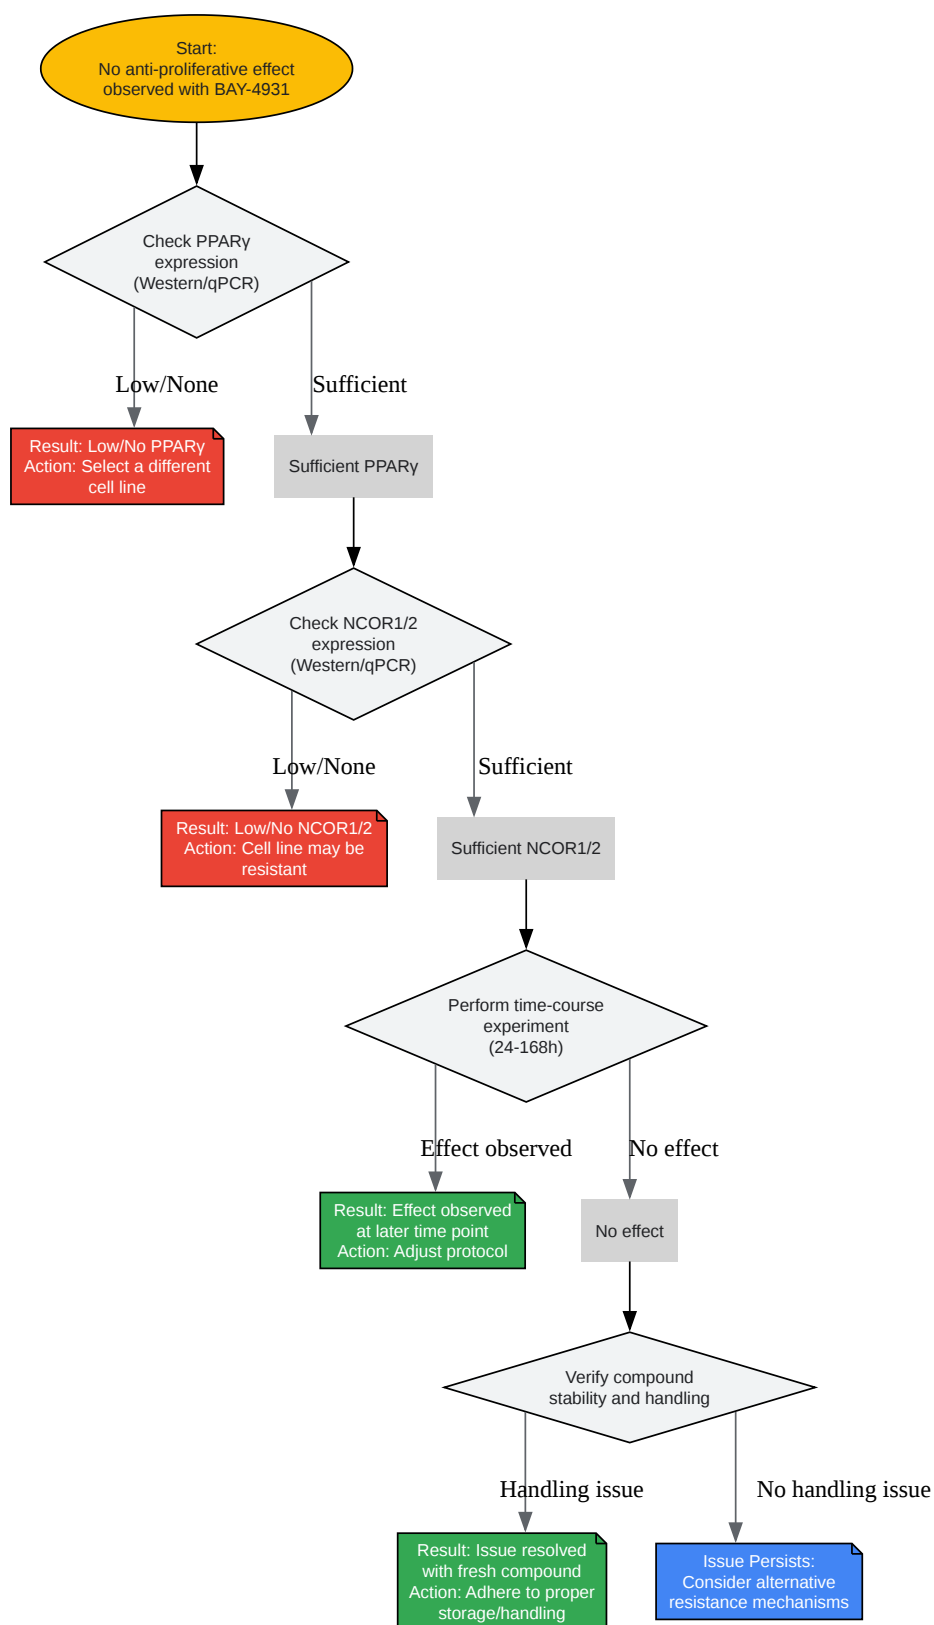 Start:
No anti-proliferative effect
observed with BAY-4931
Check PPARγ
expression
(Western/qPCR)
Low/None
Sufficient
Result: Low/No PPARγ
Action: Select a different
cell line
Sufficient PPARγ
Check NCOR1/2
expression
(Western/qPCR)
Low/None
Sufficient
Result: Low/No NCOR1/2
Action: Cell line may be
resistant
Sufficient NCOR1/2
Perform time-course
experiment
(24-168h)
Effect observed
No effect
Result: Effect observed
at later time point
Action: Adjust protocol
No effect
Verify compound
stability and handling
Handling issue
No handling issue
Result: Issue resolved
with fresh compound
Action: Adhere to proper
storage/handling
Issue Persists:
Consider alternative
resistance mechanisms